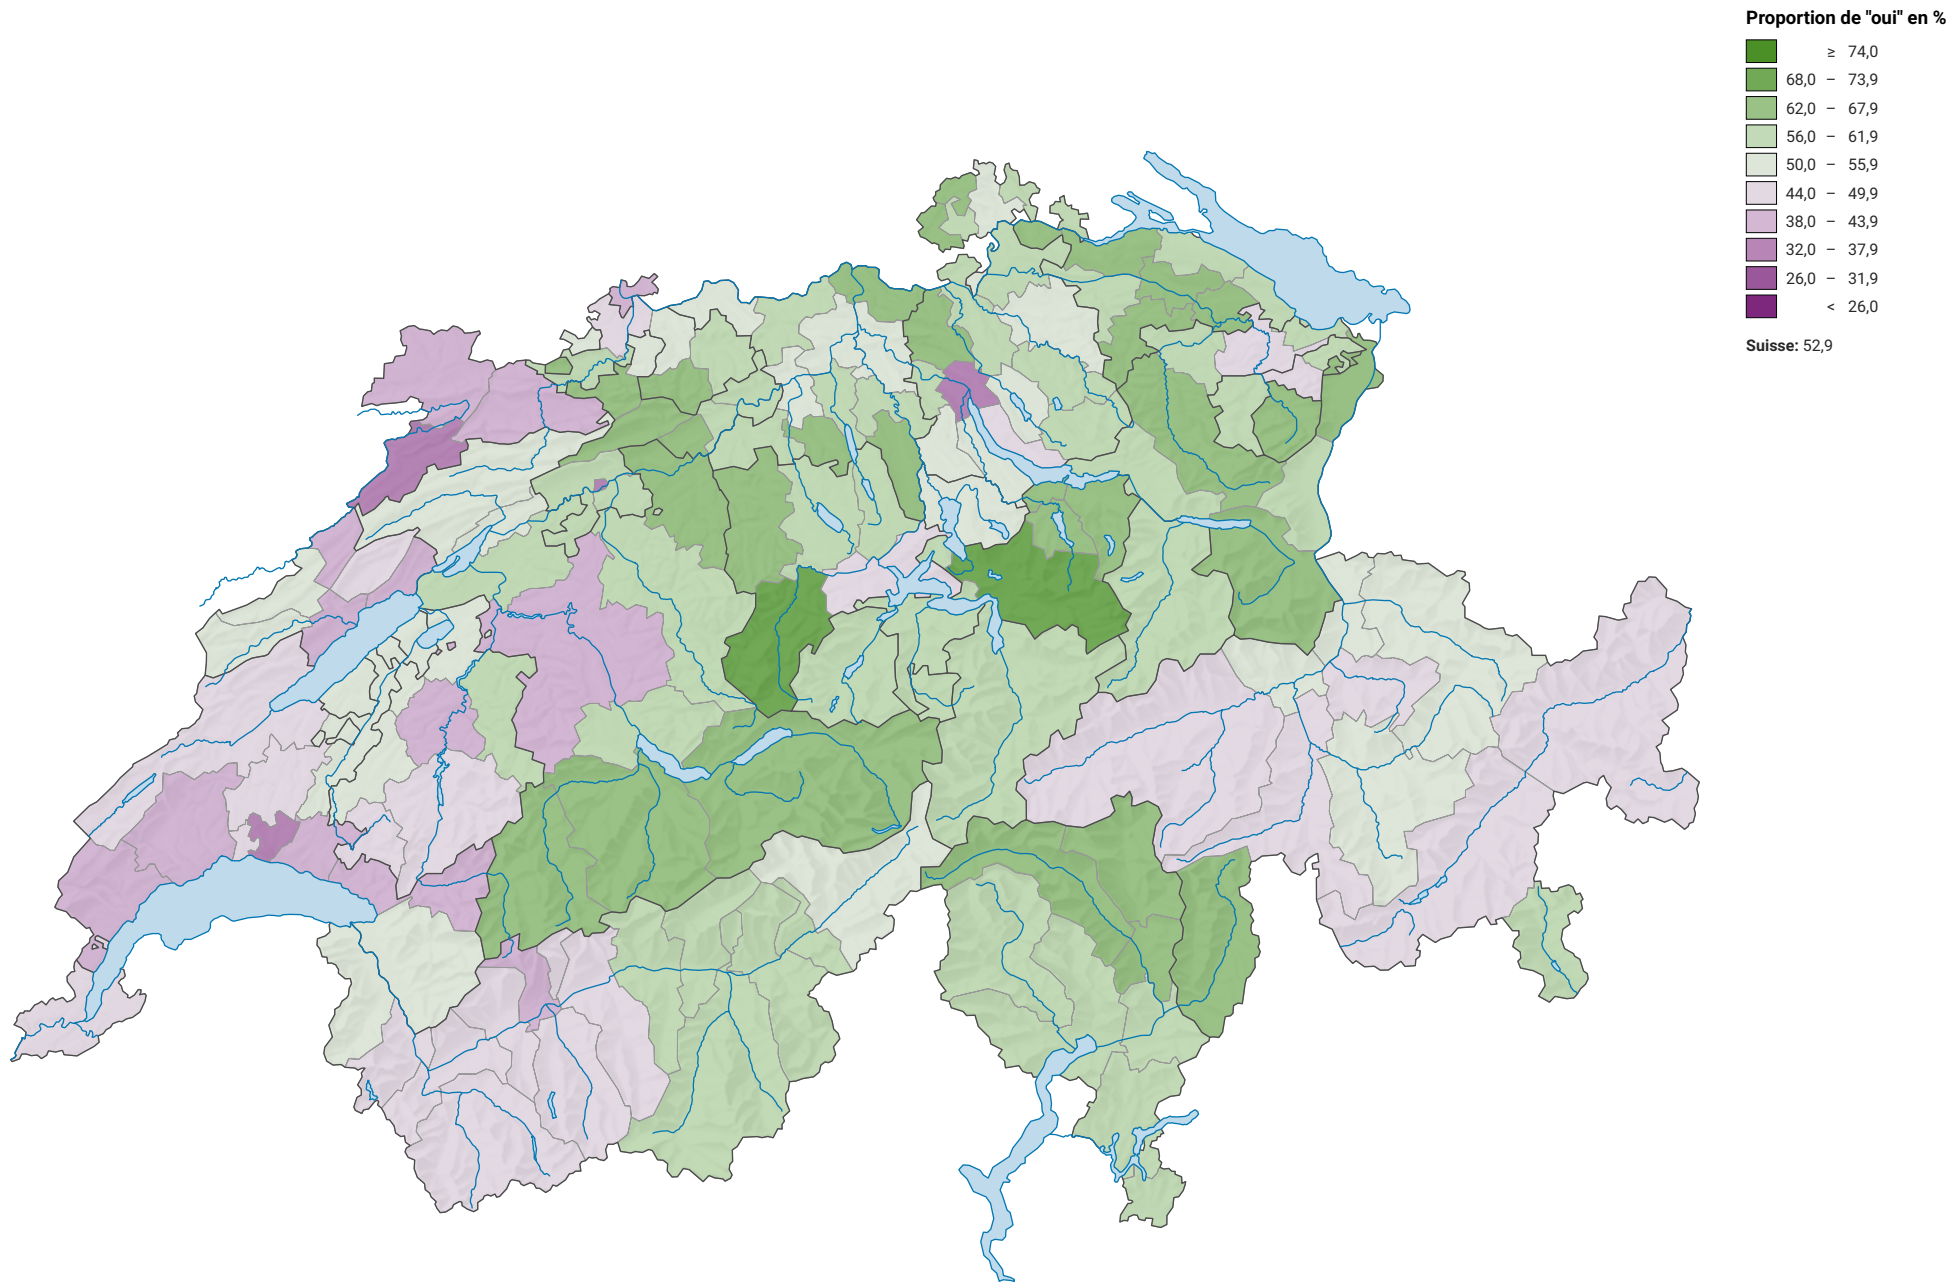 Proportion de "oui" en %
≥ 74,0
68,0 – 73,9
62,0 – 67,9
56,0 – 61,9
50,0 – 55,9
44,0 – 49,9
38,0 – 43,9
32,0 – 37,9
26,0 – 31,9
< 26,0
Suisse: 52,9